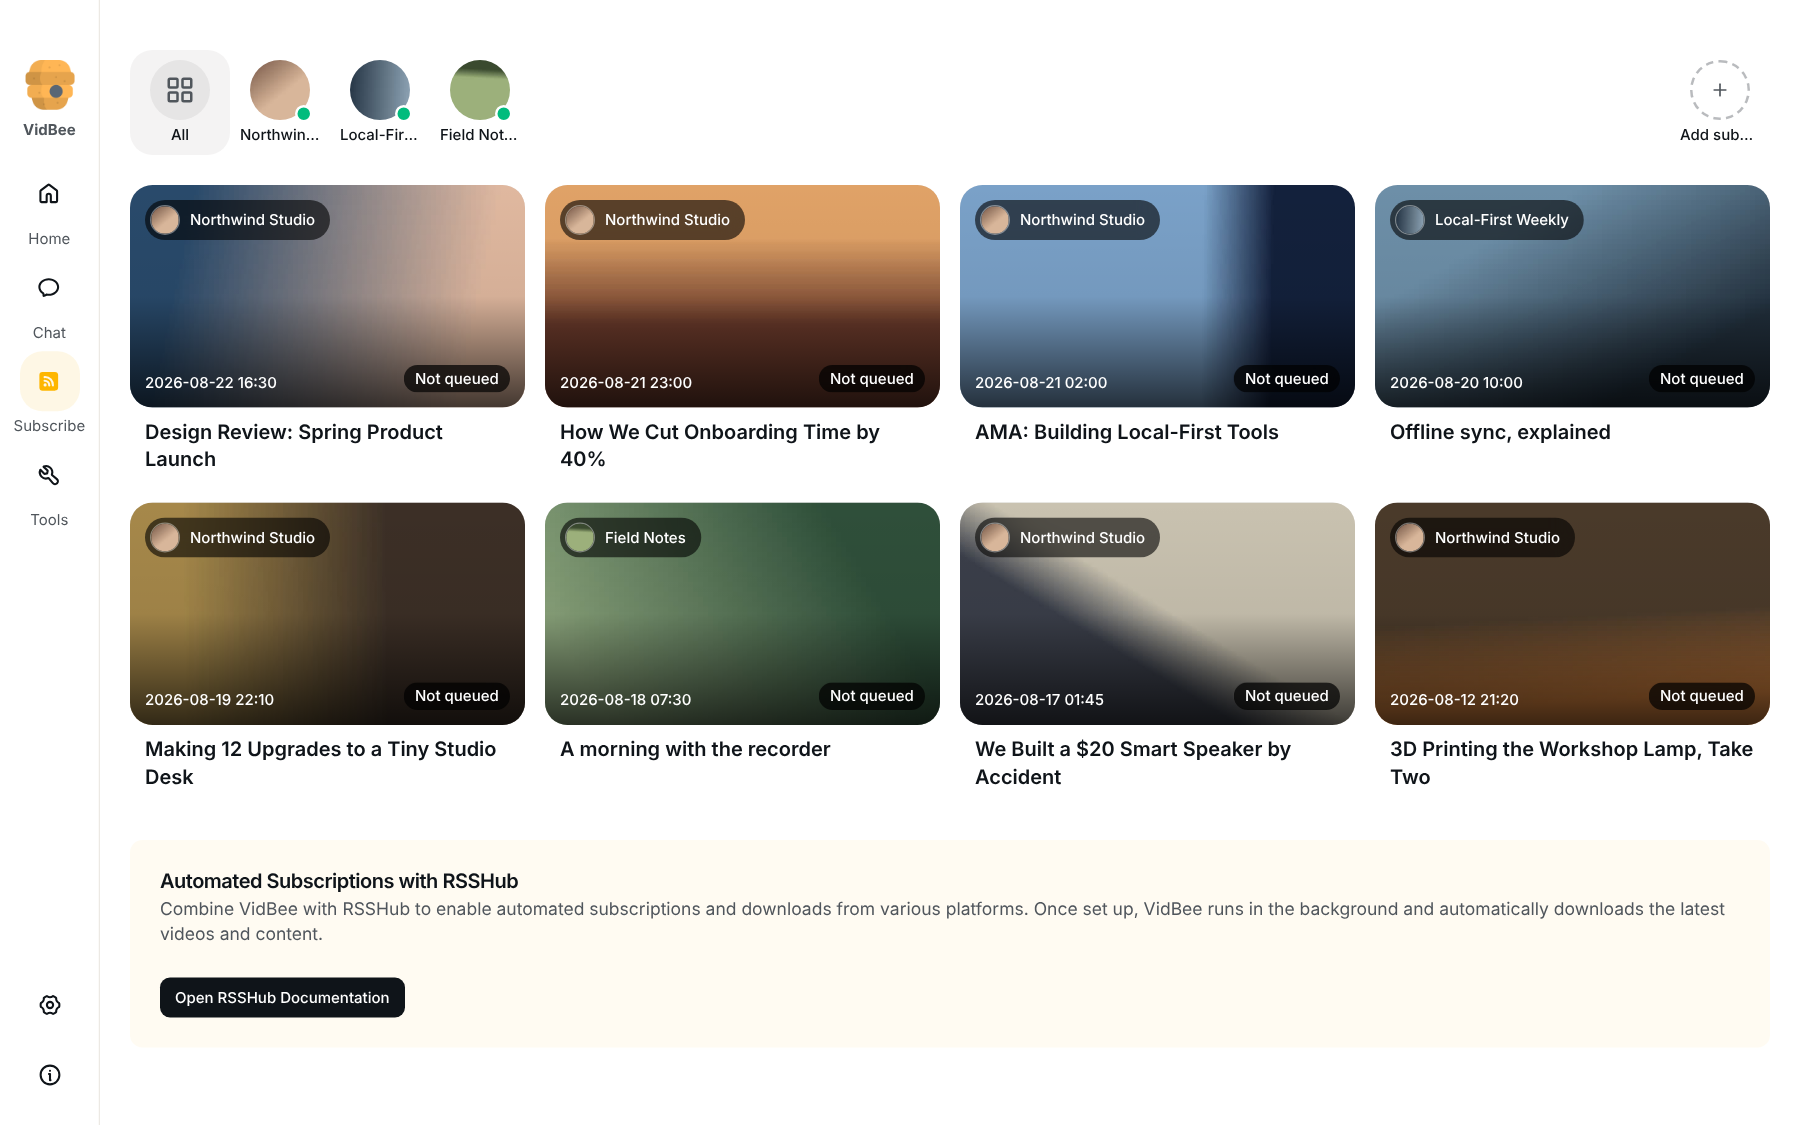 VidBee
Home
Chat
Subscribe
Tools
All
Northwin...
Local-Fir...
Field Not...
Add sub...
Northwind Studio
2026-08-22 16:30
Not queued
Design Review: Spring Product
Launch
Northwind Studio
2026-08-21 23:00
Not queued
How We Cut Onboarding Time by
40%
Northwind Studio
2026-08-21 02:00
Not queued
AMA: Building Local-First Tools
Local-First Weekly
2026-08-20 10:00
Not queued
Offline sync, explained
Northwind Studio
2026-08-19 22:10
Not queued
Making 12 Upgrades to a Tiny Studio
Desk
Field Notes
2026-08-18 07:30
Not queued
A morning with the recorder
Northwind Studio
2026-08-17 01:45
Not queued
We Built a $20 Smart Speaker by
Accident
Northwind Studio
2026-08-12 21:20
Not queued
3D Printing the Workshop Lamp, Take
Two
Automated Subscriptions with RSSHub
Combine VidBee with RSSHub to enable automated subscriptions and downloads from various platforms. Once set up, VidBee runs in the background and automatically downloads the latest
videos and content.
Open RSSHub Documentation